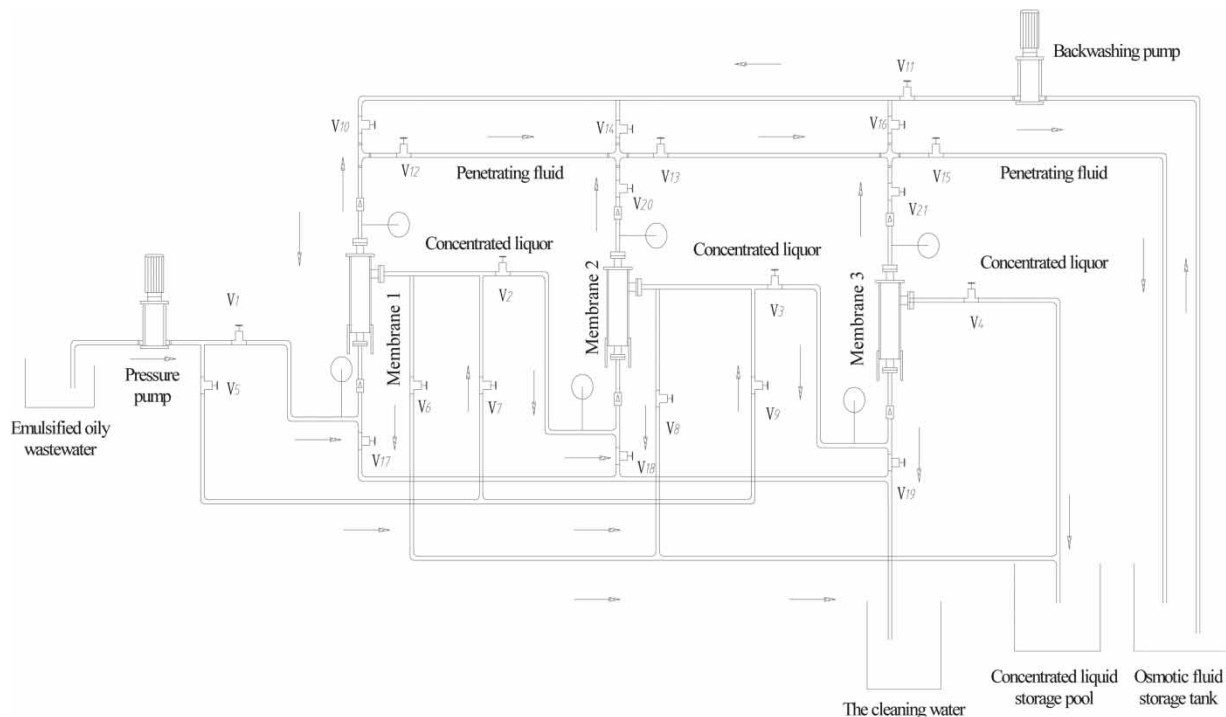 Backwashing pump
V11
V10
V14
V16
V12
V13
V15
Penetrating fluid
Penetrating fluid
V20
V21
Concentrated liquor
Concentrated liquor
Concentrated liquor
V1
V2
V3
V4
Membrane 1
Membrane 2
Membrane 3
Pressure
pump
V5
V6
V7
V8
V9
Emulsified oily
wastewater
V17
V18
V19
The cleaning water
Concentrated liquid
storage pool
Osmotic fluid
storage tank